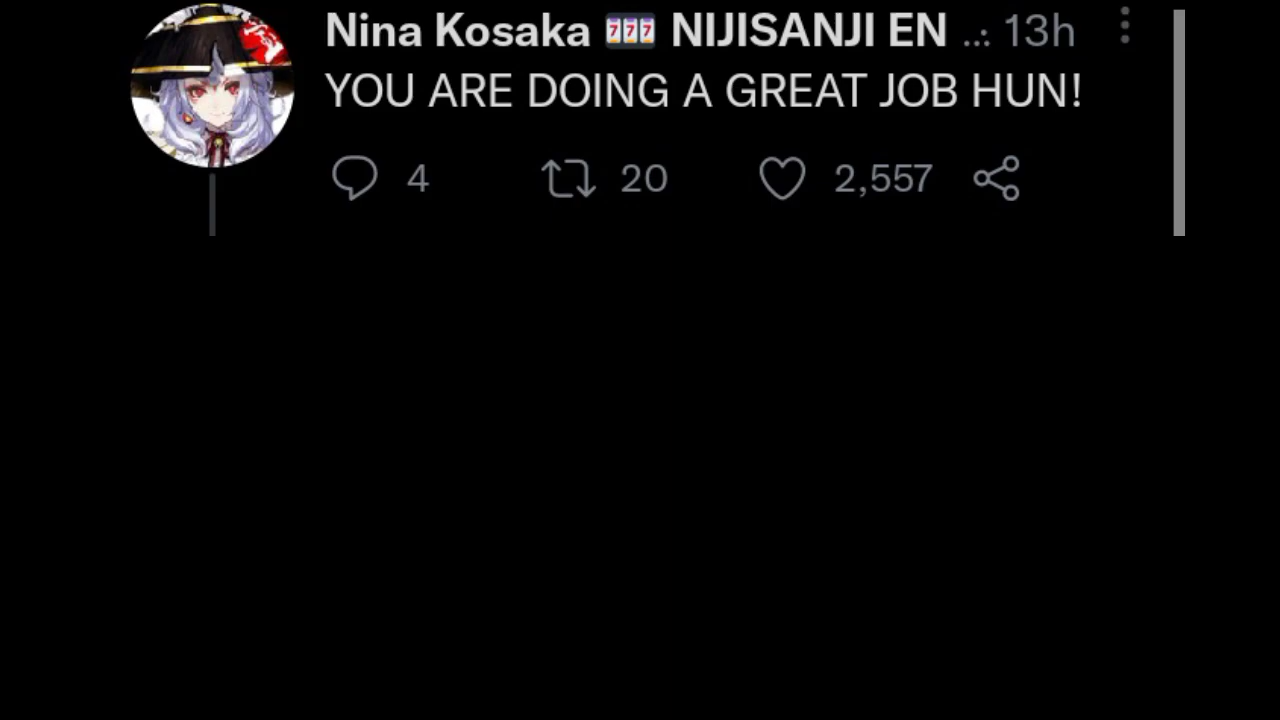 Nina Kosaka 🎰 NIJISANJI EN ... 13h
YOU ARE DOING A GREAT JOB HUN!
4 20 2,557